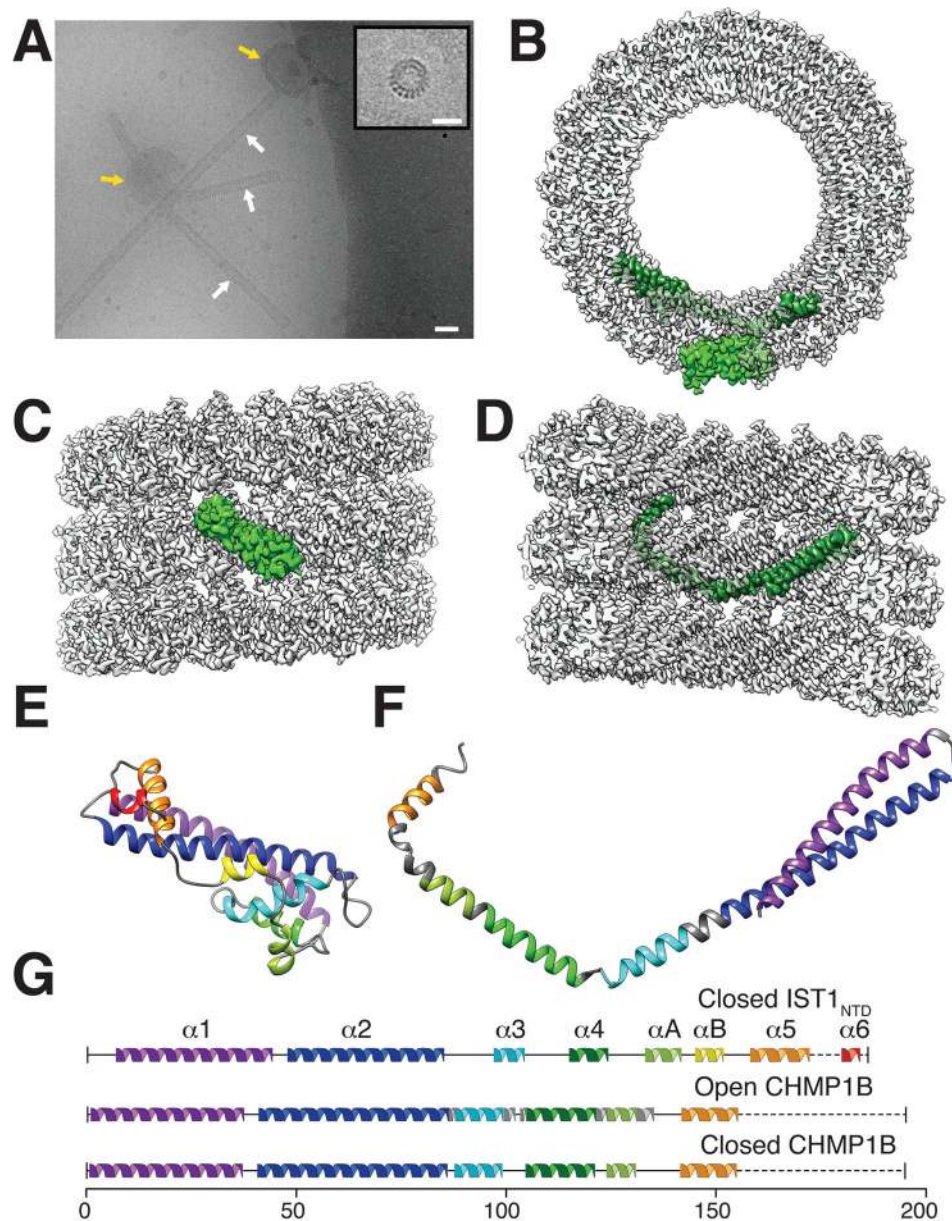 A
B
C
D
E
F
G
Closed IST1NTD
α1 α2 α3 α4 αA αB α5 α6
Open CHMP1B
Closed CHMP1B
0 50 100 150 200